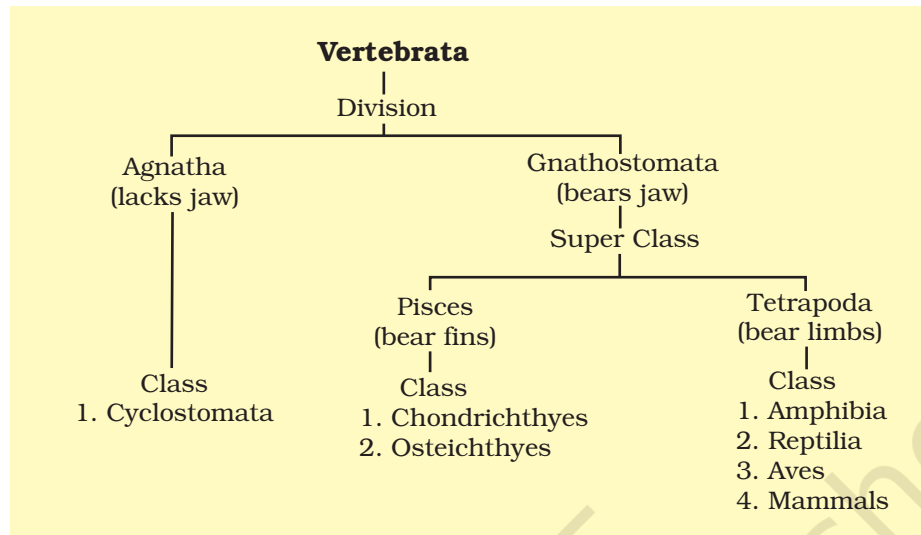 Vertebrata
Division
Agnatha
(lacks jaw)
Gnathostomata
(bears jaw)
Super Class
Pisces
(bear fins)
Tetrapoda
(bear limbs)
Class
1. Cyclostomata
Class
1. Chondrichthyes
2. Osteichthyes
Class
1. Amphibia
2. Reptilia
3. Aves
4. Mammals